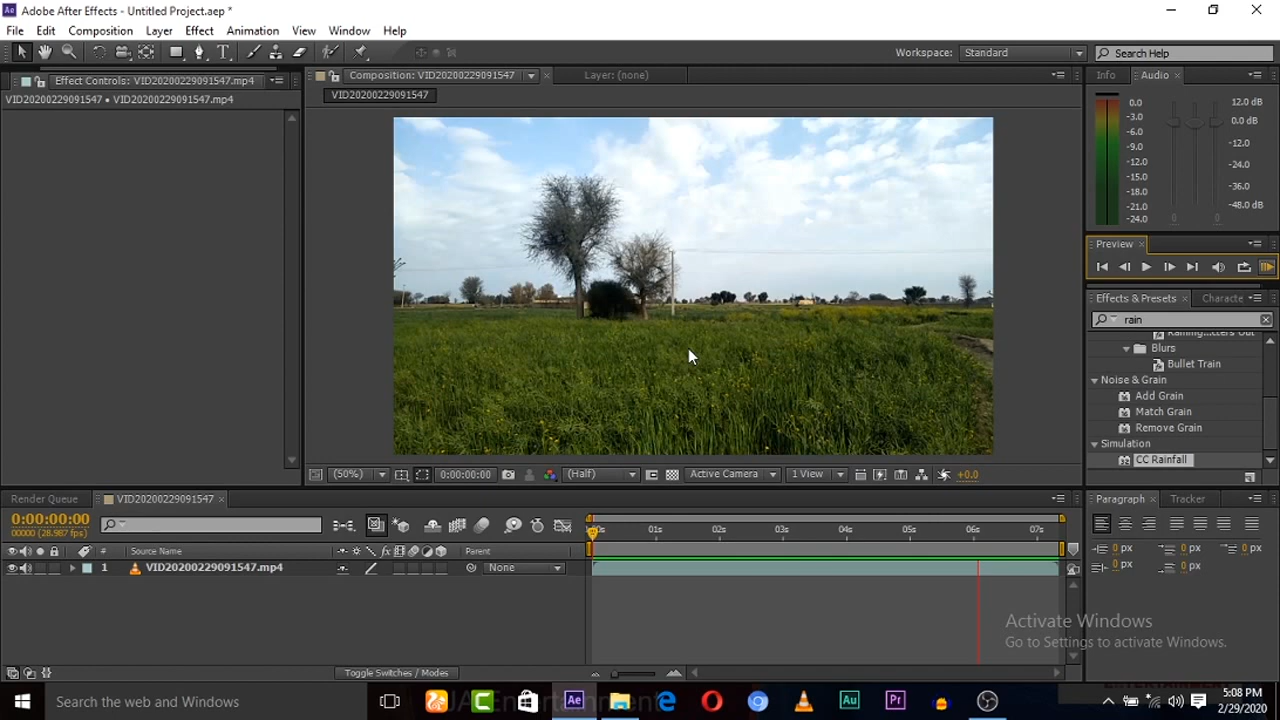 Adobe After Effects - Untitled Project.aep *
File Edit Composition Layer Effect Animation View Window Help
Workspace: Standard Search Help
Effect Controls: VID20200229091547.mp4
VID20200229091547 • VID20200229091547.mp4
Composition: VID20200229091547 Layer: (none)
VID20200229091547
Info Audio
0.0
-3.0
-6.0
-9.0
-12.0
-15.0
-18.0
-21.0
-24.0
12.0 dB
0.0 dB
-12.0
-24.0
-36.0
-48.0 dB
0 0
Preview
Effects & Presets
rain
Blurs
Bullet Train
Noise & Grain
Add Grain
Match Grain
Remove Grain
Simulation
CC Rainfall
(50%) 0:00:00:00 (Half) Active Camera 1 View +0.0
Render Queue VID20200229091547
0:00:00:00
00000 (28.987 fps)
01s 02s 03s 04s 05s 06s 07s
# Source Name Parent
1 VID20200229091547.mp4 None
Paragraph Tracker
0 px 0 px 0 px
0 px 0 px
Toggle Switches / Modes
Activate Windows
Go to Settings to activate Windows.
Search the web and Windows
5:08 PM
2/29/2020